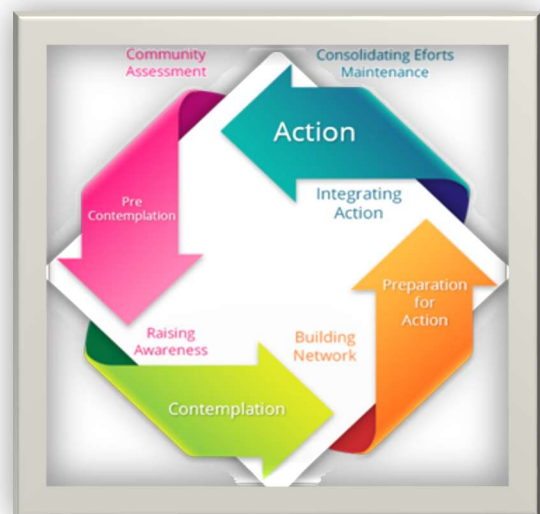 Community
Assessment
Consolidating Eforts
Maintenance
Action
Pre
Contemplation
Integrating
Action
Preparation
for
Action
Raising
Awareness
Building
Network
Contemplation